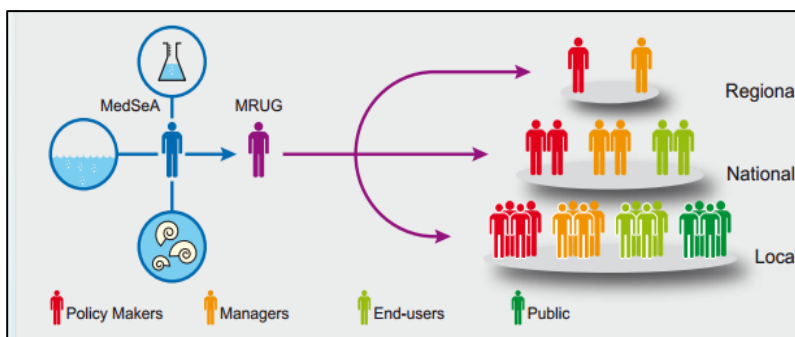 MedSeA
MRUG
Regiona
National
Loca
Policy Makers
Managers
End-users
Public